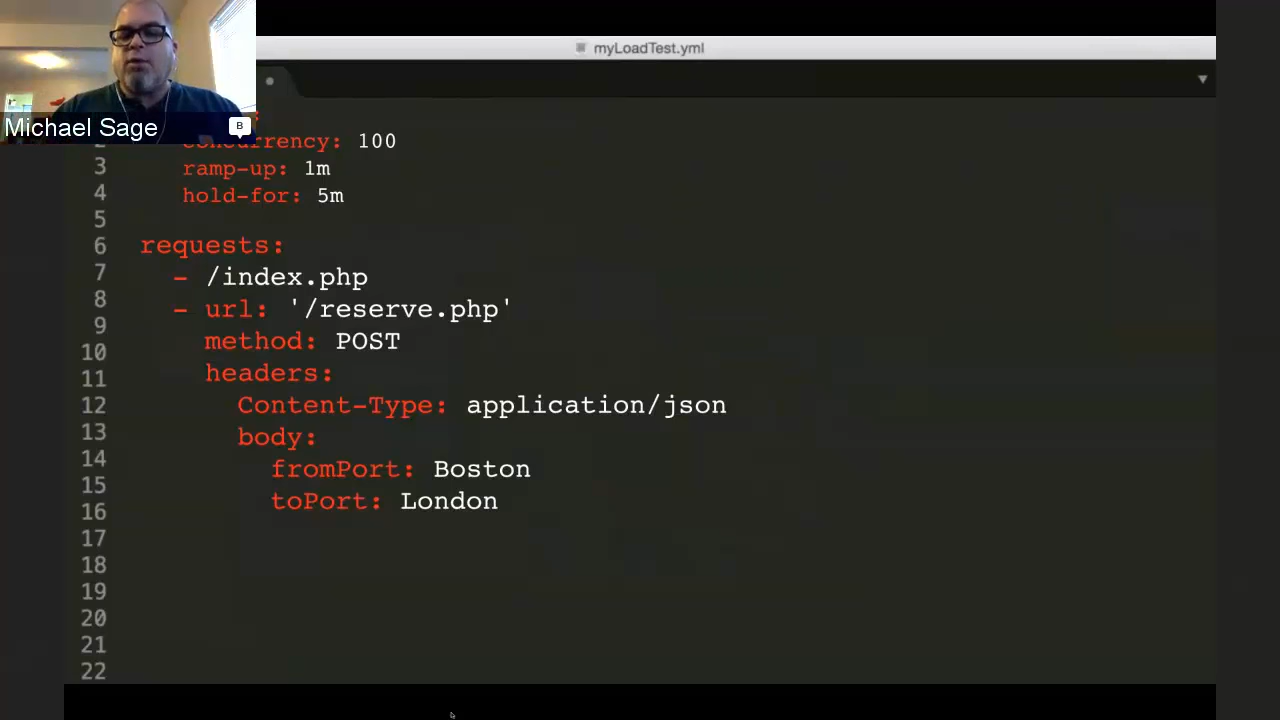 myLoadTest.yml
Michael Sage
B
2 concurrency: 100
3 ramp-up: 1m
4 hold-for: 5m
5
6 requests:
7 - /index.php
8 - url: '/reserve.php'
9 method: POST
10 headers:
11
12 Content-Type: application/json
13 body:
14 fromPort: Boston
15
16 toPort: London
17
18
19
20
21
22